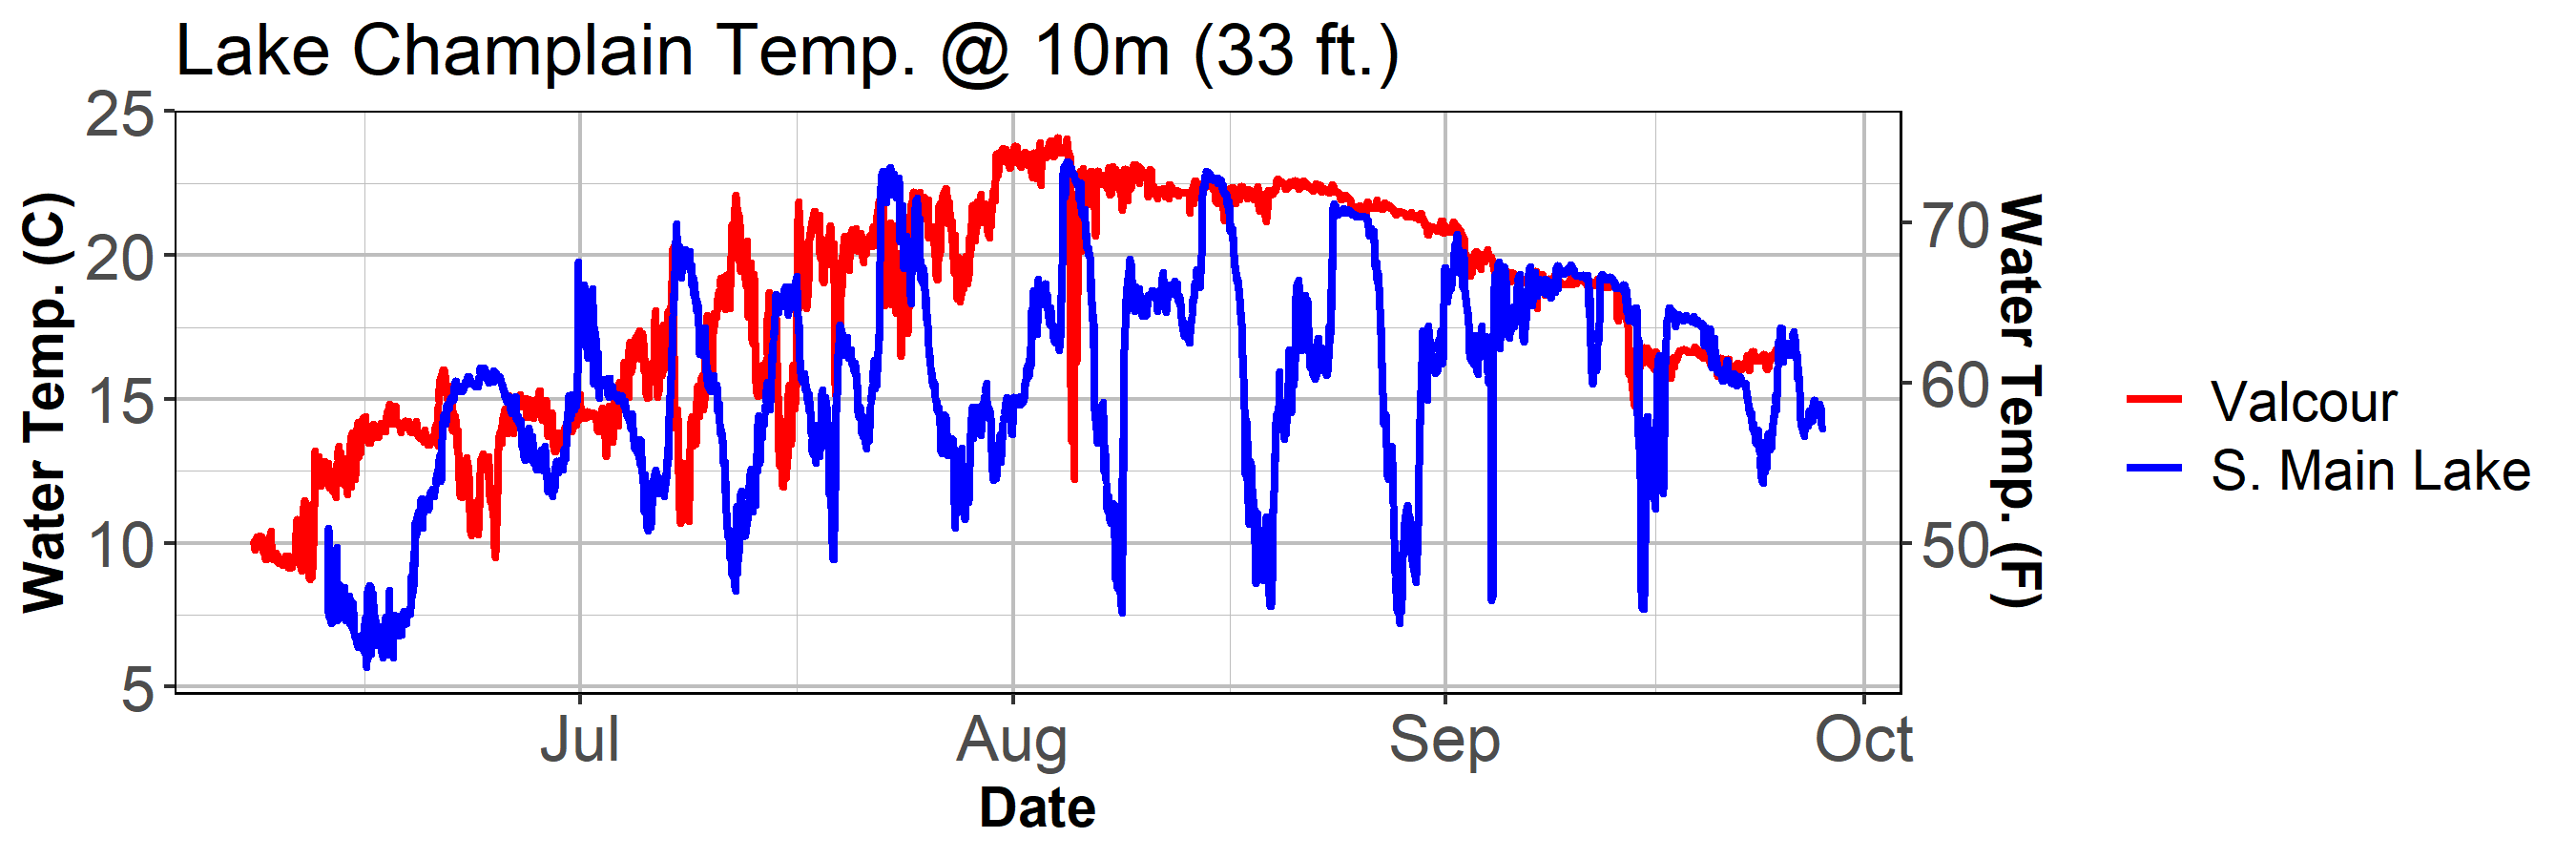 Lake Champlain Temp. @ 10m (33 ft.)
Water Temp. (C)
25
20
15
10
5
70
60
50
Water Temp. (F)
Jul
Aug
Sep
Oct
Date
Valcour
S. Main Lake